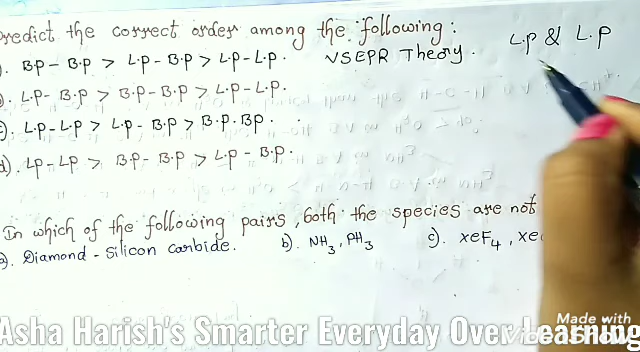 Predict the correct order among the following:
L.P & L.P
). B.P - B.P > L.P - B.P > L.P - L.P.
VSEPR Theory.
). L.P - B.P > B.P - B.P > L.P - L.P.
c). L.P - L.P > L.P - B.P > B.P. B.P.
d). L.P - L.P > B.P - B.P > L.P - B.P.
In which of the following pairs, both the species are not
a). Diamond - Silicon carbide. b). NH3, PH3 c). XeF4, Xe
Made with
Asha Harish's Smarter Everyday Over Learning